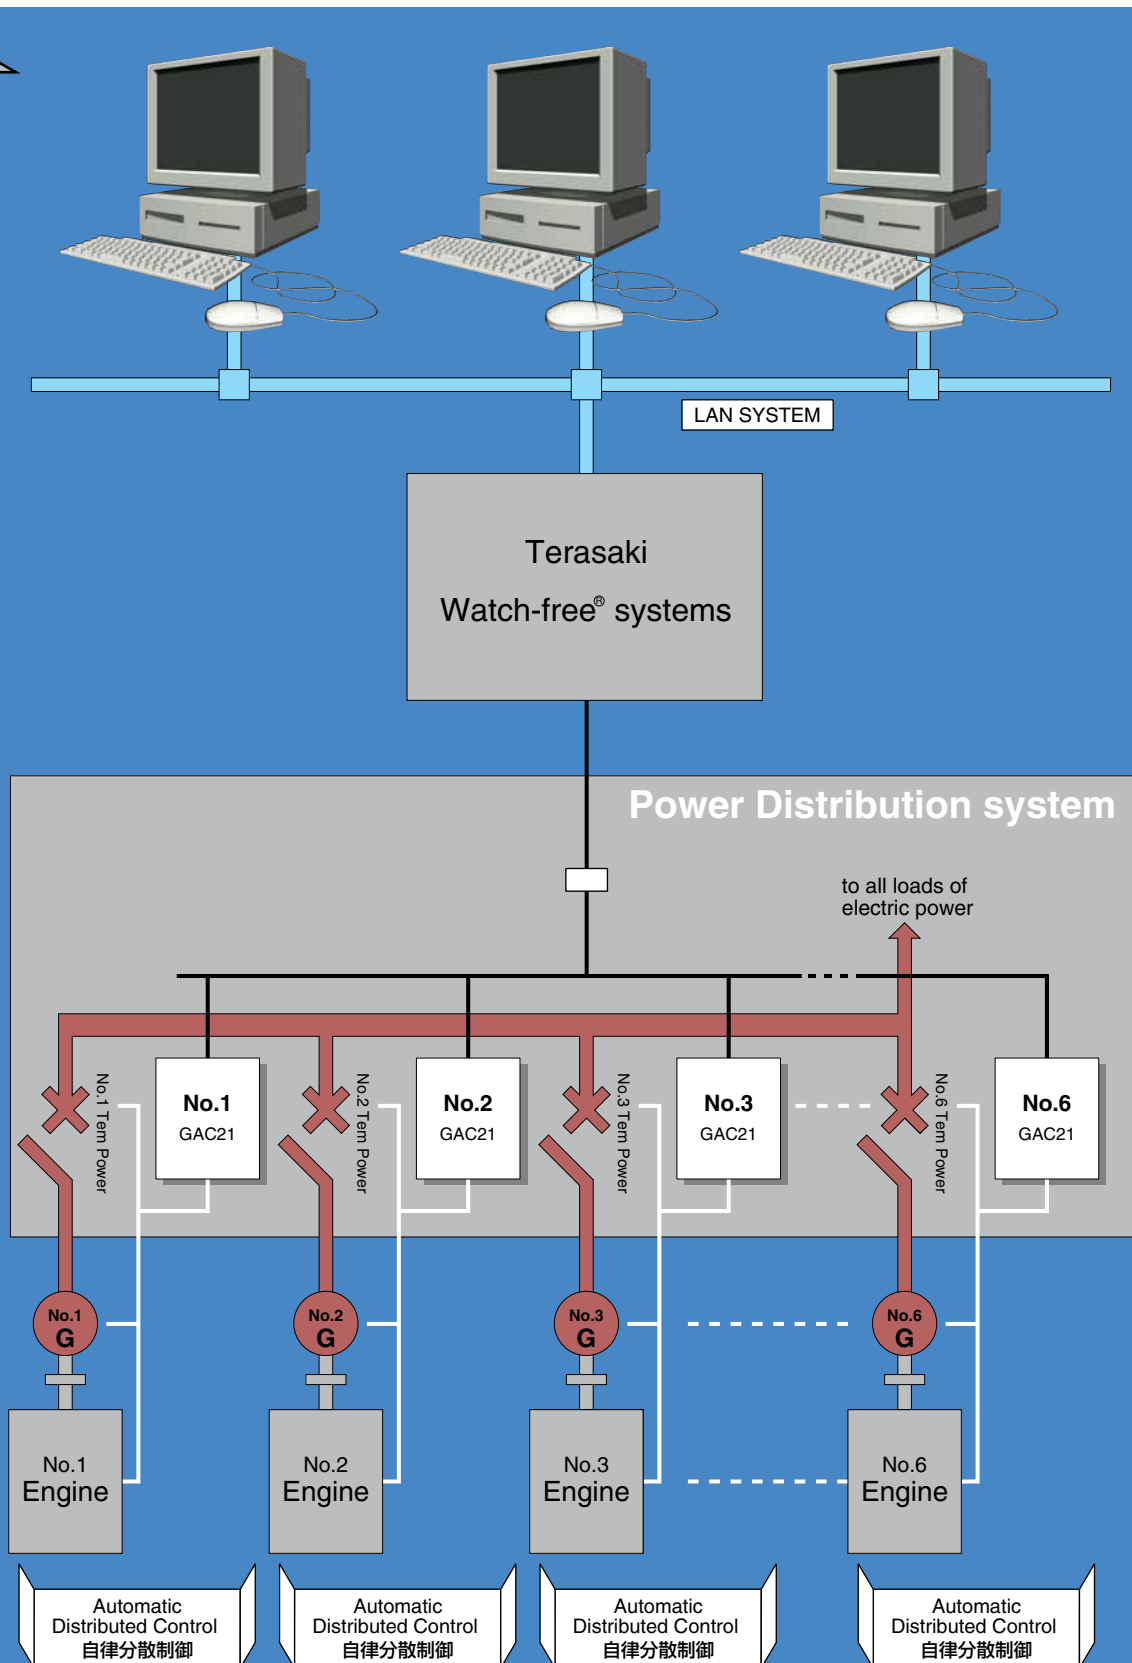 LAN SYSTEM
Terasaki
Watch-free® systems
Power Distribution system
to all loads of
electric power
No.1 Tem Power
No.1
GAC21
No.2 Tem Power
No.2
GAC21
No.3 Tem Power
No.3
GAC21
No.6 Tem Power
No.6
GAC21
No.1
G
No.2
G
No.3
G
No.6
G
No.1
Engine
No.2
Engine
No.3
Engine
No.6
Engine
Automatic
Distributed Control
自律分散制御
Automatic
Distributed Control
自律分散制御
Automatic
Distributed Control
自律分散制御
Automatic
Distributed Control
自律分散制御